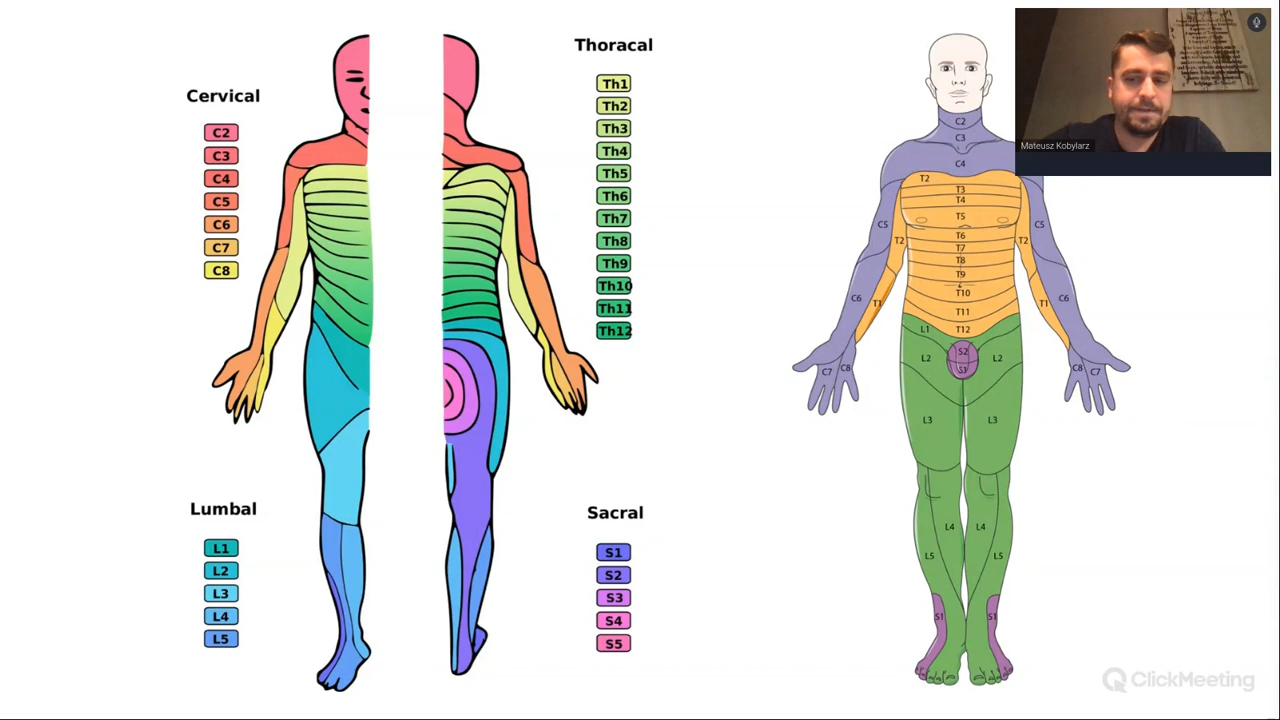 Thoracal
Cervical
C2
C3
C4
C5
C6
C7
C8
Th1
Th2
Th3
Th4
Th5
Th6
Th7
Th8
Th9
Th10
Th11
Th12
Lumbal
L1
L2
L3
L4
L5
Sacral
S1
S2
S3
S4
S5
C2
C3
C4
T2
T3
T4
T5
C5
C5
T2
T6
T2
T7
T8
T9
T10
C6
T1
T1
C6
T11
L1
T12
L2
S2
L2
S1
C7
C8
C8
C7
L3
L3
L4
L4
L5
L5
S1
S1
Mateusz Kobylarz
ClickMeeting